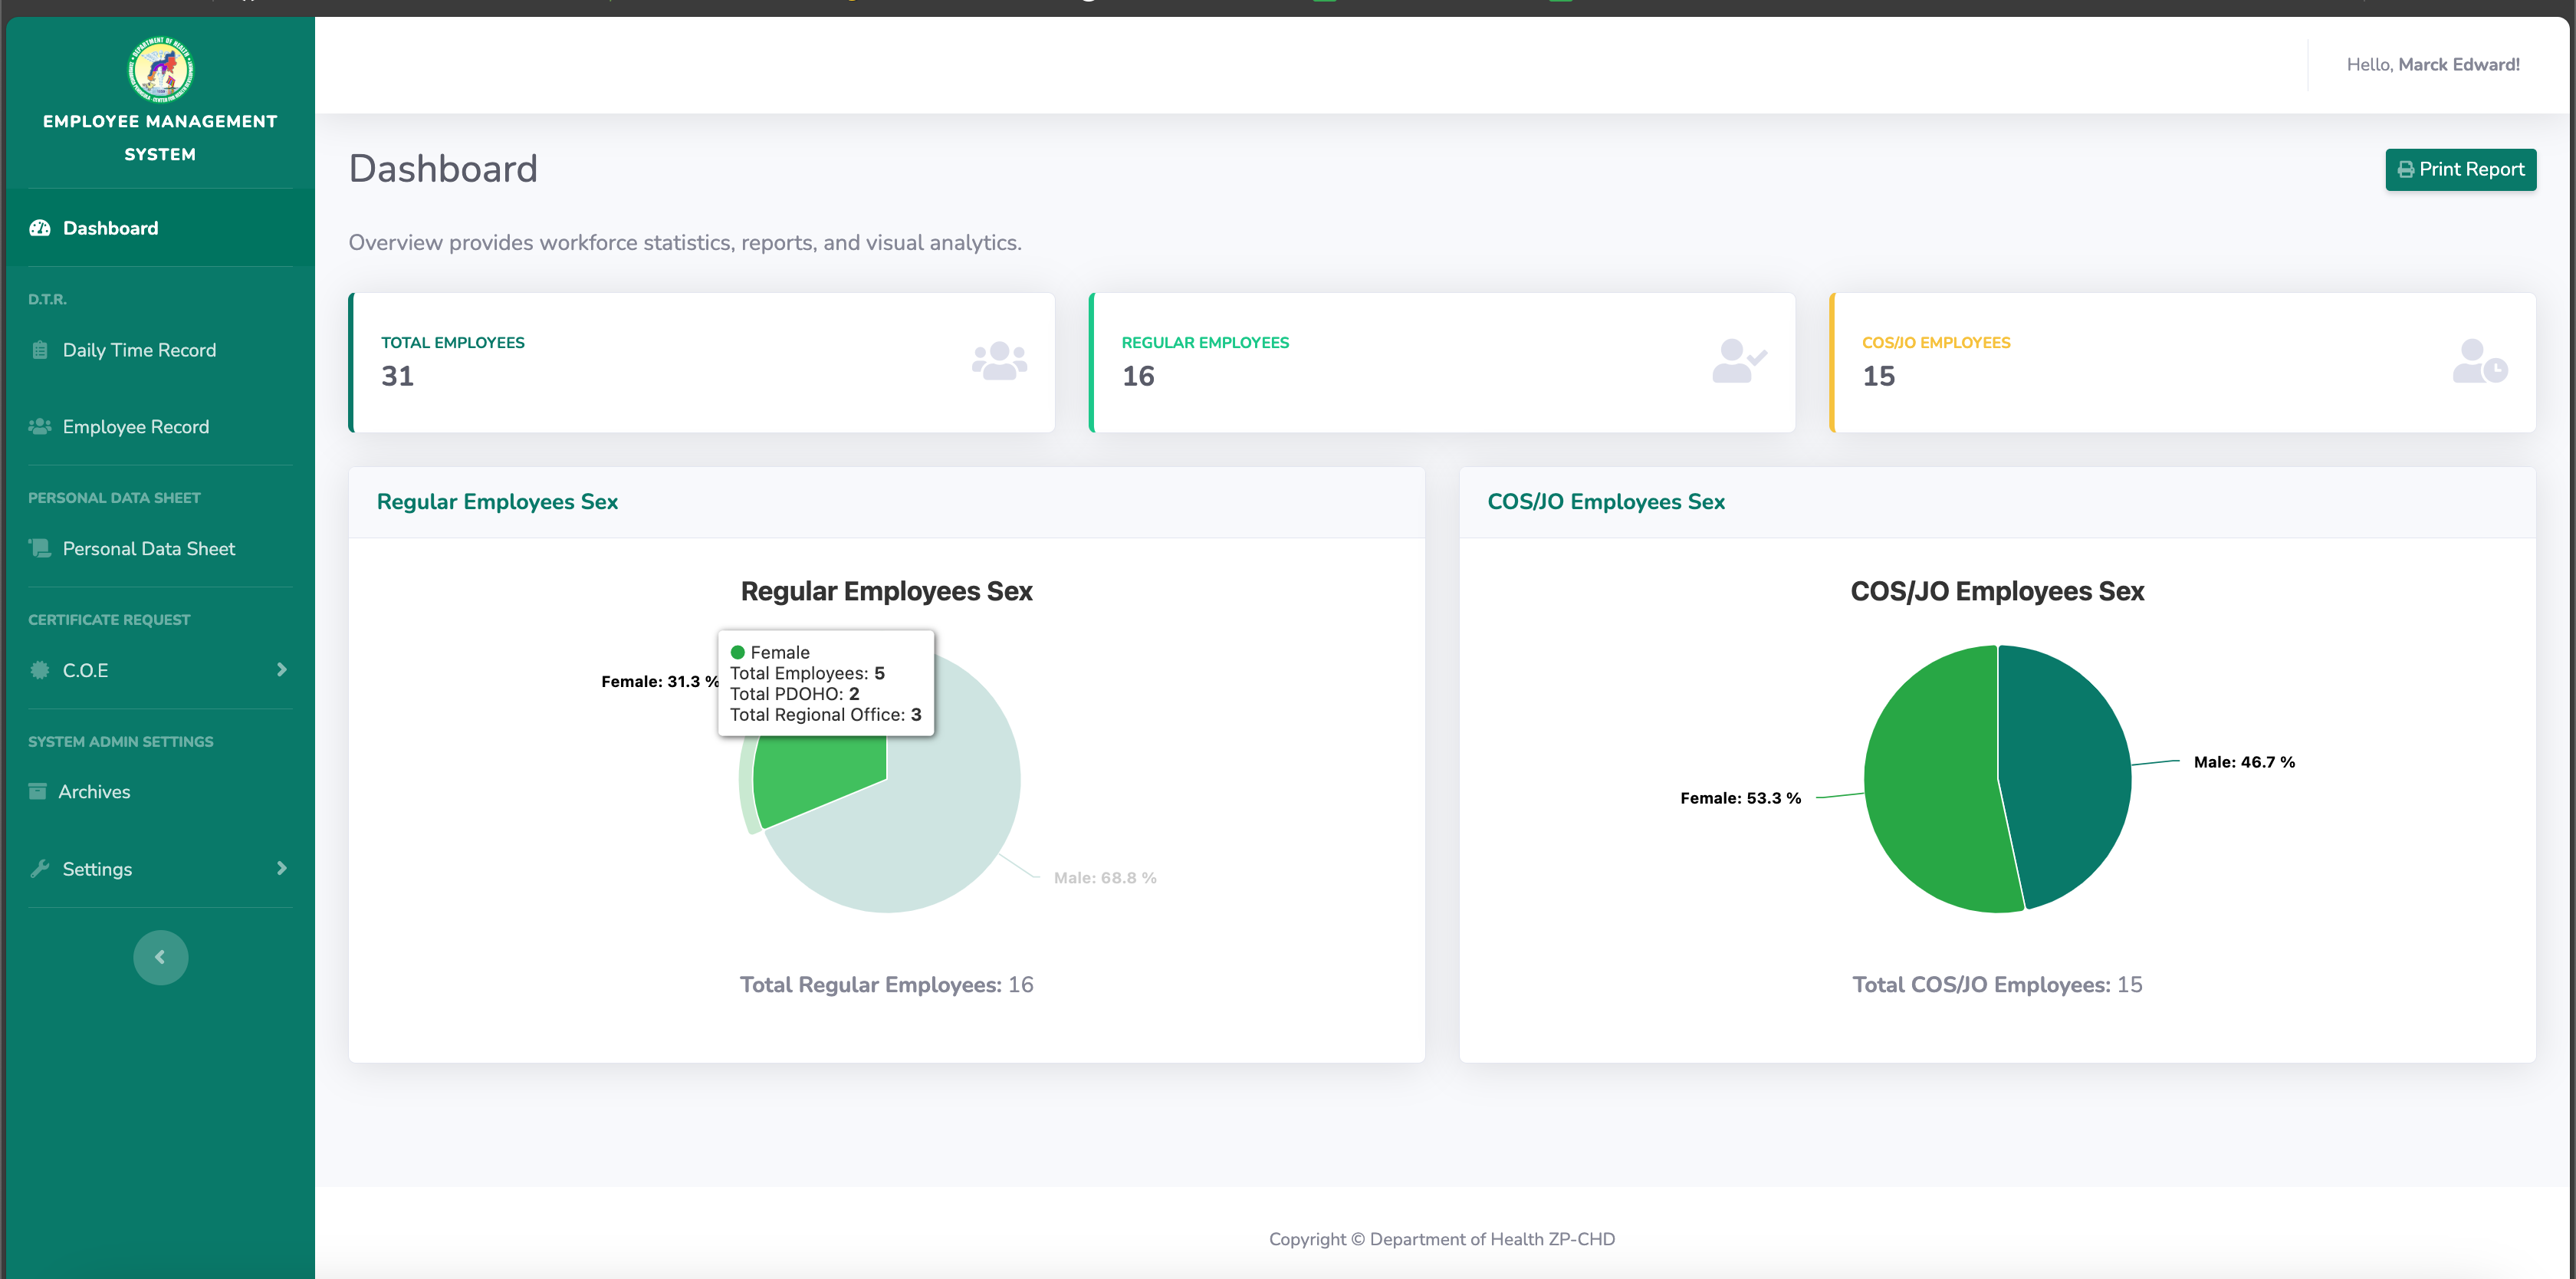 EMPLOYEE MANAGEMENT
SYSTEM
Dashboard
D.T.R.
Daily Time Record
Employee Record
PERSONAL DATA SHEET
Personal Data Sheet
CERTIFICATE REQUEST
C.O.E
SYSTEM ADMIN SETTINGS
Archives
Settings
Hello, Marck Edward!
Dashboard
Print Report
Overview provides workforce statistics, reports, and visual analytics.
TOTAL EMPLOYEES
31
REGULAR EMPLOYEES
16
COS/JO EMPLOYEES
15
Regular Employees Sex
Regular Employees Sex
Female: 31.3 %
Female
Total Employees: 5
Total PDOHO: 2
Total Regional Office: 3
Male: 68.8 %
Total Regular Employees: 16
COS/JO Employees Sex
COS/JO Employees Sex
Male: 46.7 %
Female: 53.3 %
Total COS/JO Employees: 15
Copyright © Department of Health ZP-CHD